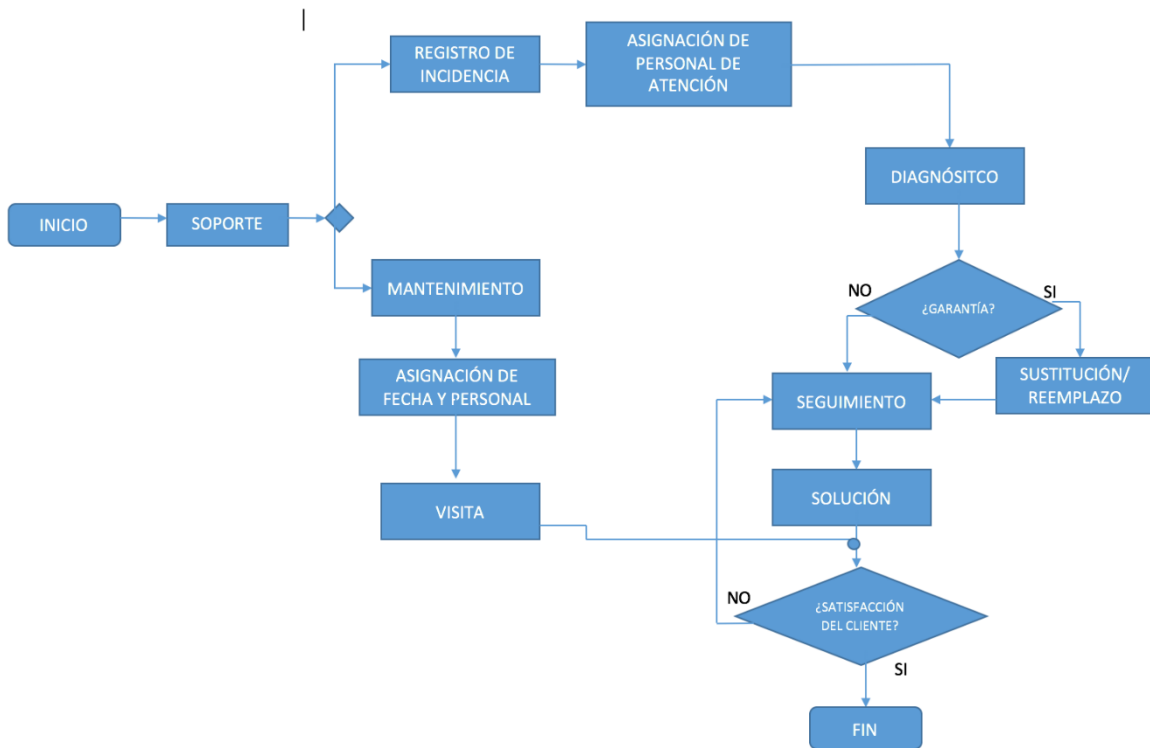 REGISTRO DE
INCIDENCIA
ASIGNACIÓN DE
PERSONAL DE
ATENCIÓN
DIAGNÓSITCO
INICIO
SOPORTE
MANTENIMIENTO
NO
¿GARANTÍA?
SI
ASIGNACIÓN DE
FECHA Y PERSONAL
SUSTITUCIÓN/
REEMPLAZO
SEGUIMIENTO
SOLUCIÓN
VISITA
NO
¿SATISFACCIÓN
DEL CLIENTE?
SI
FIN